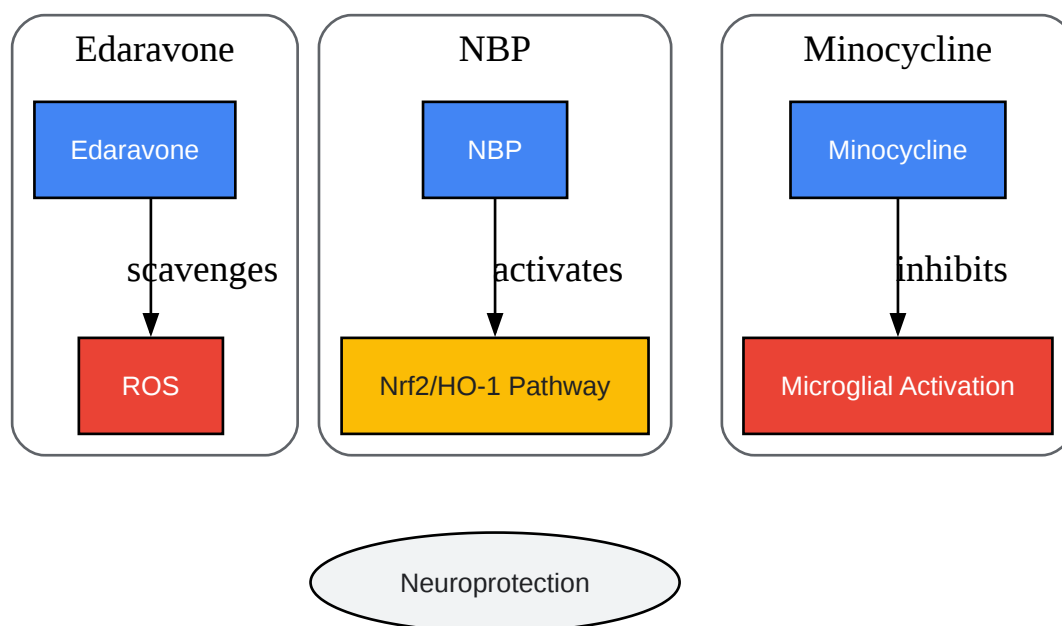 Edaravone
NBP
Minocycline
Edaravone
NBP
Minocycline
scavenges
activates
inhibits
ROS
Nrf2/HO-1 Pathway
Microglial Activation
Neuroprotection